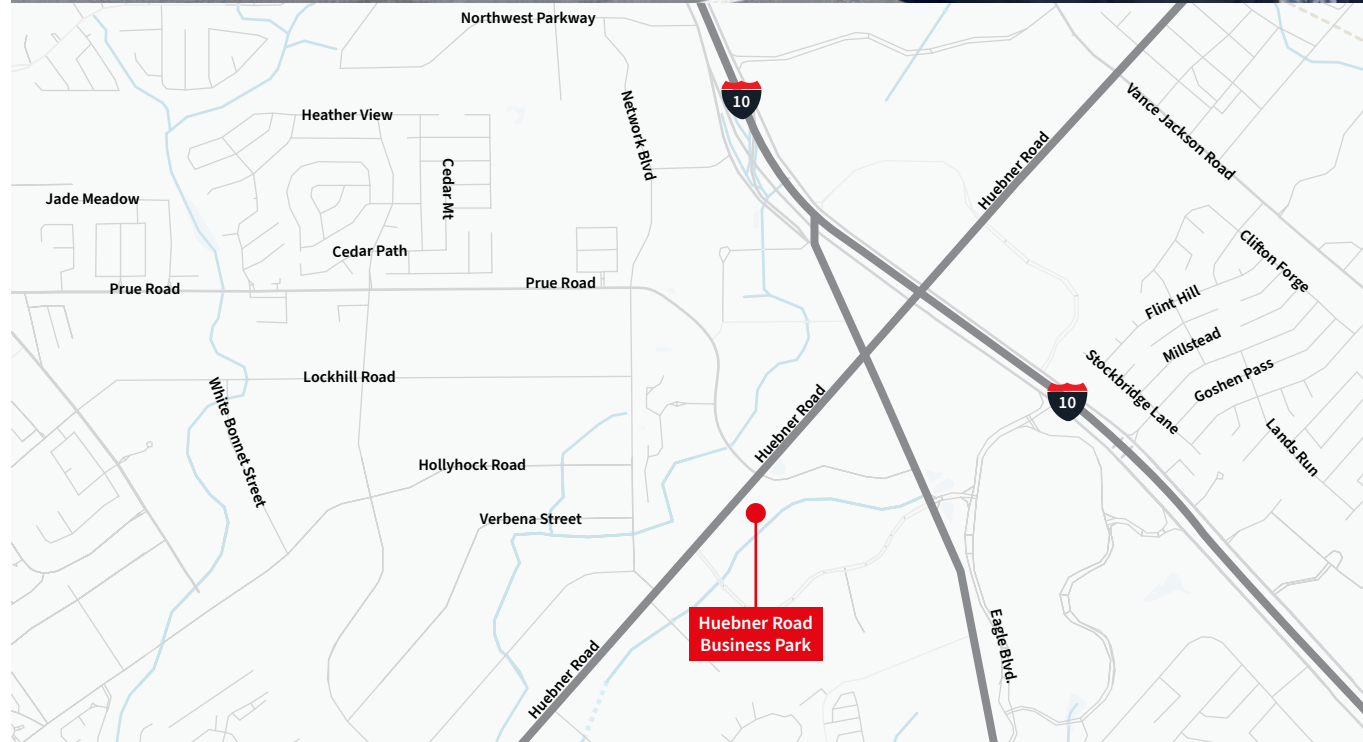 Northwest Parkway
10
Vance Jackson Road
Network Blvd
Heather View
Huebner Road
Cedar Mt
Jade Meadow
Clifton Forge
Cedar Path
Prue Road
Prue Road
Flint Hill
Millstead
Stockbridge Lane
Goshen Pass
Lockhill Road
White Bonnet Street
Huebner Road
10
Lands Run
Hollyhock Road
Verbena Street
Huebner Road
Business Park
Eagle Blvd.
Huebner Road